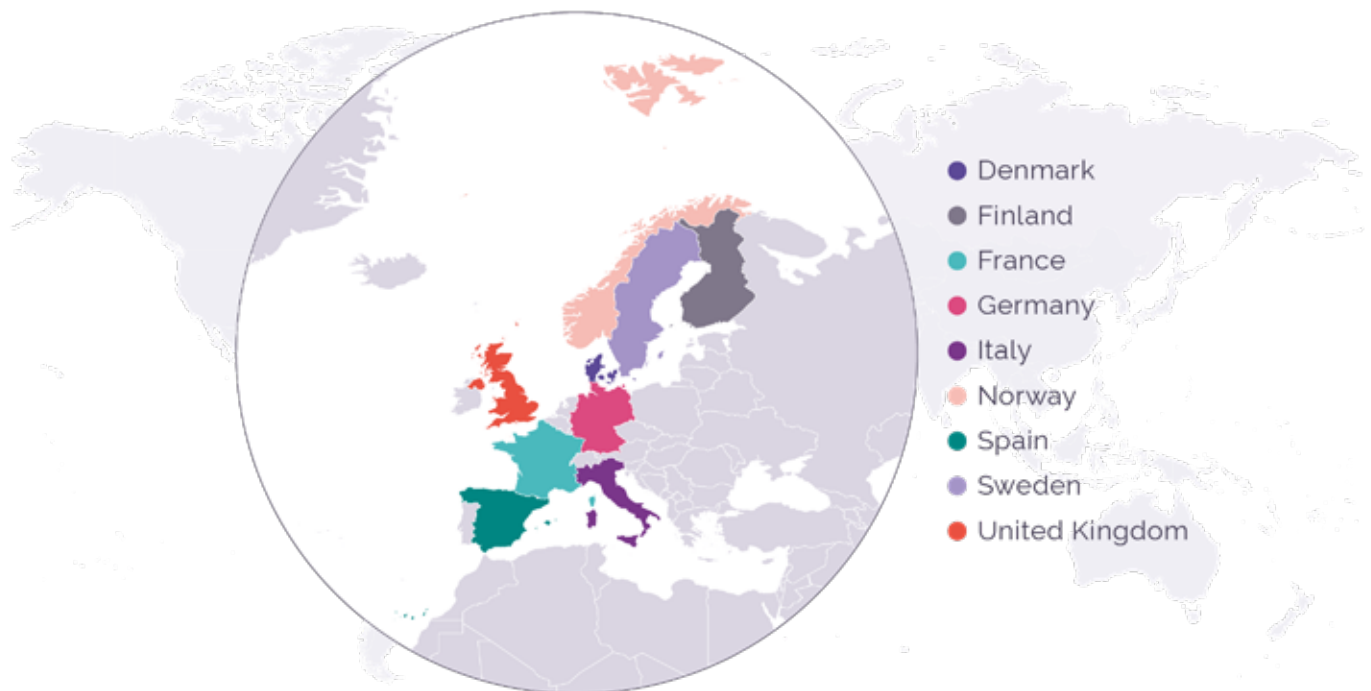 Denmark
Finland
France
Germany
Italy
Norway
Spain
Sweden
United Kingdom